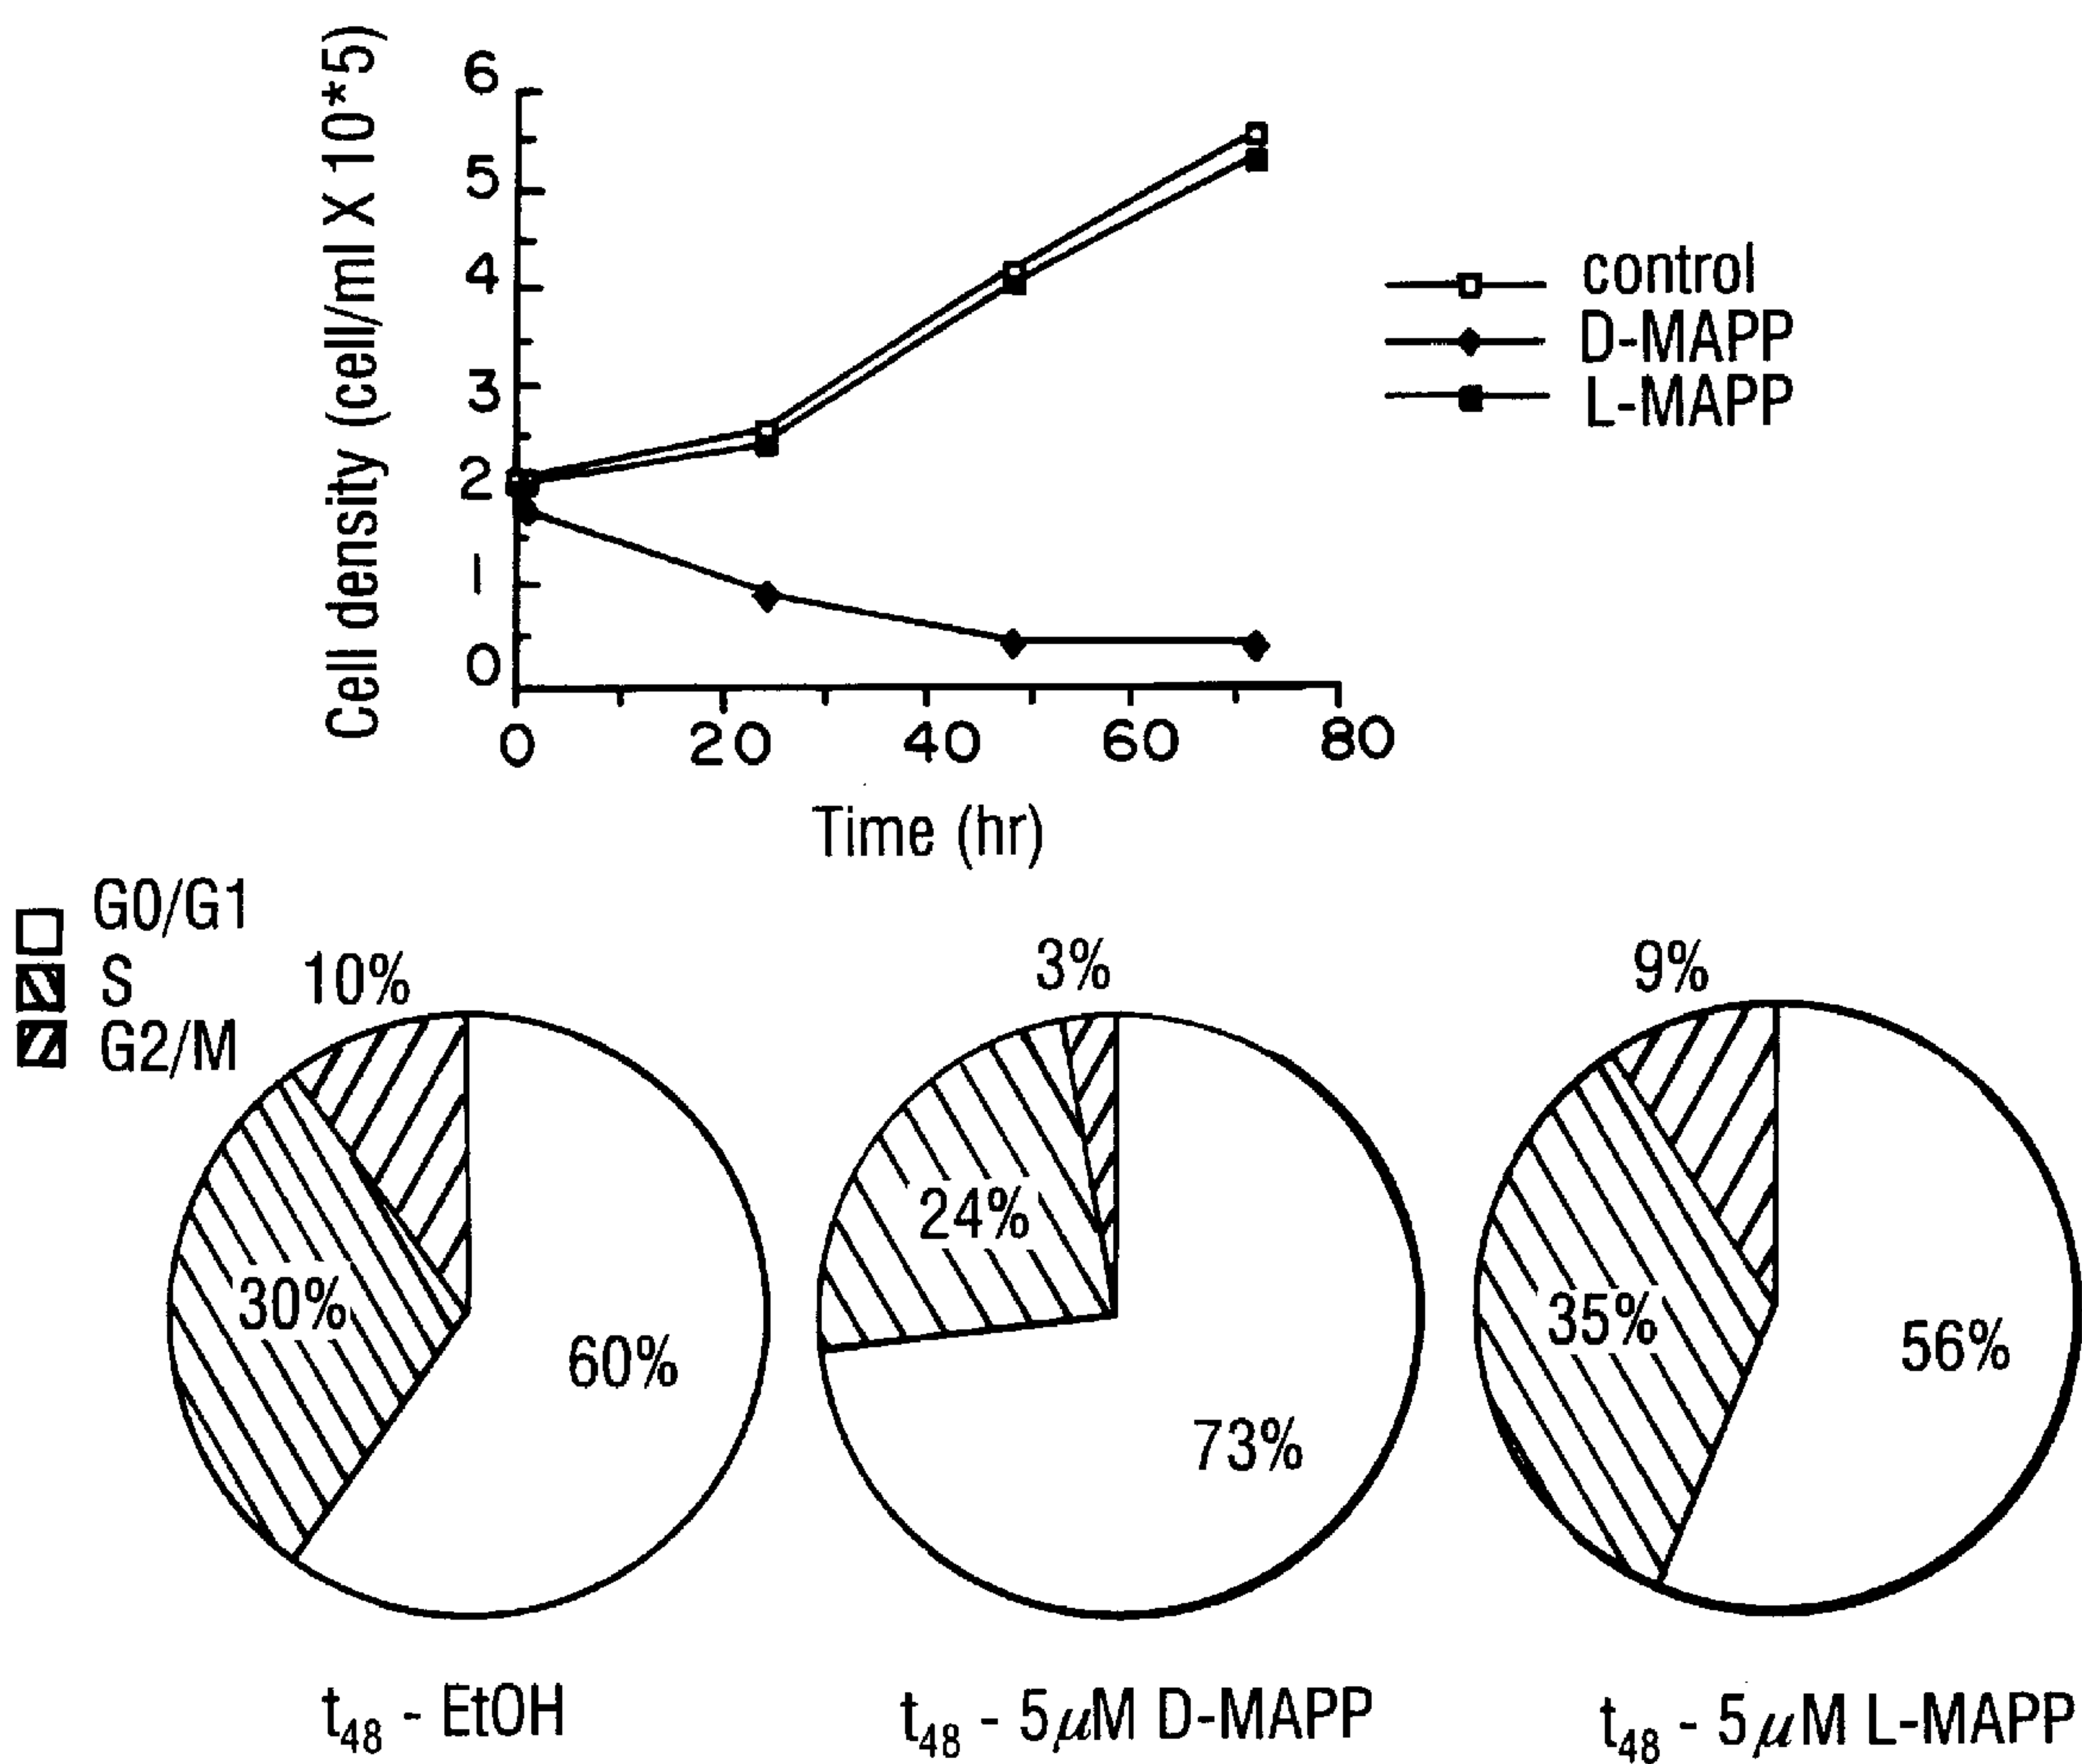 Cell density (cell/ml X 10*5)
6
5
4
3
2
1
0
0 20 40 60 80
Time (hr)
control
D-MAPP
L-MAPP
G0/G1
S
G2/M
10%
30%
60%
3%
24%
73%
9%
35%
56%
t48 - EtOH
t48 - 5μM D-MAPP
t48 - 5μM L-MAPP